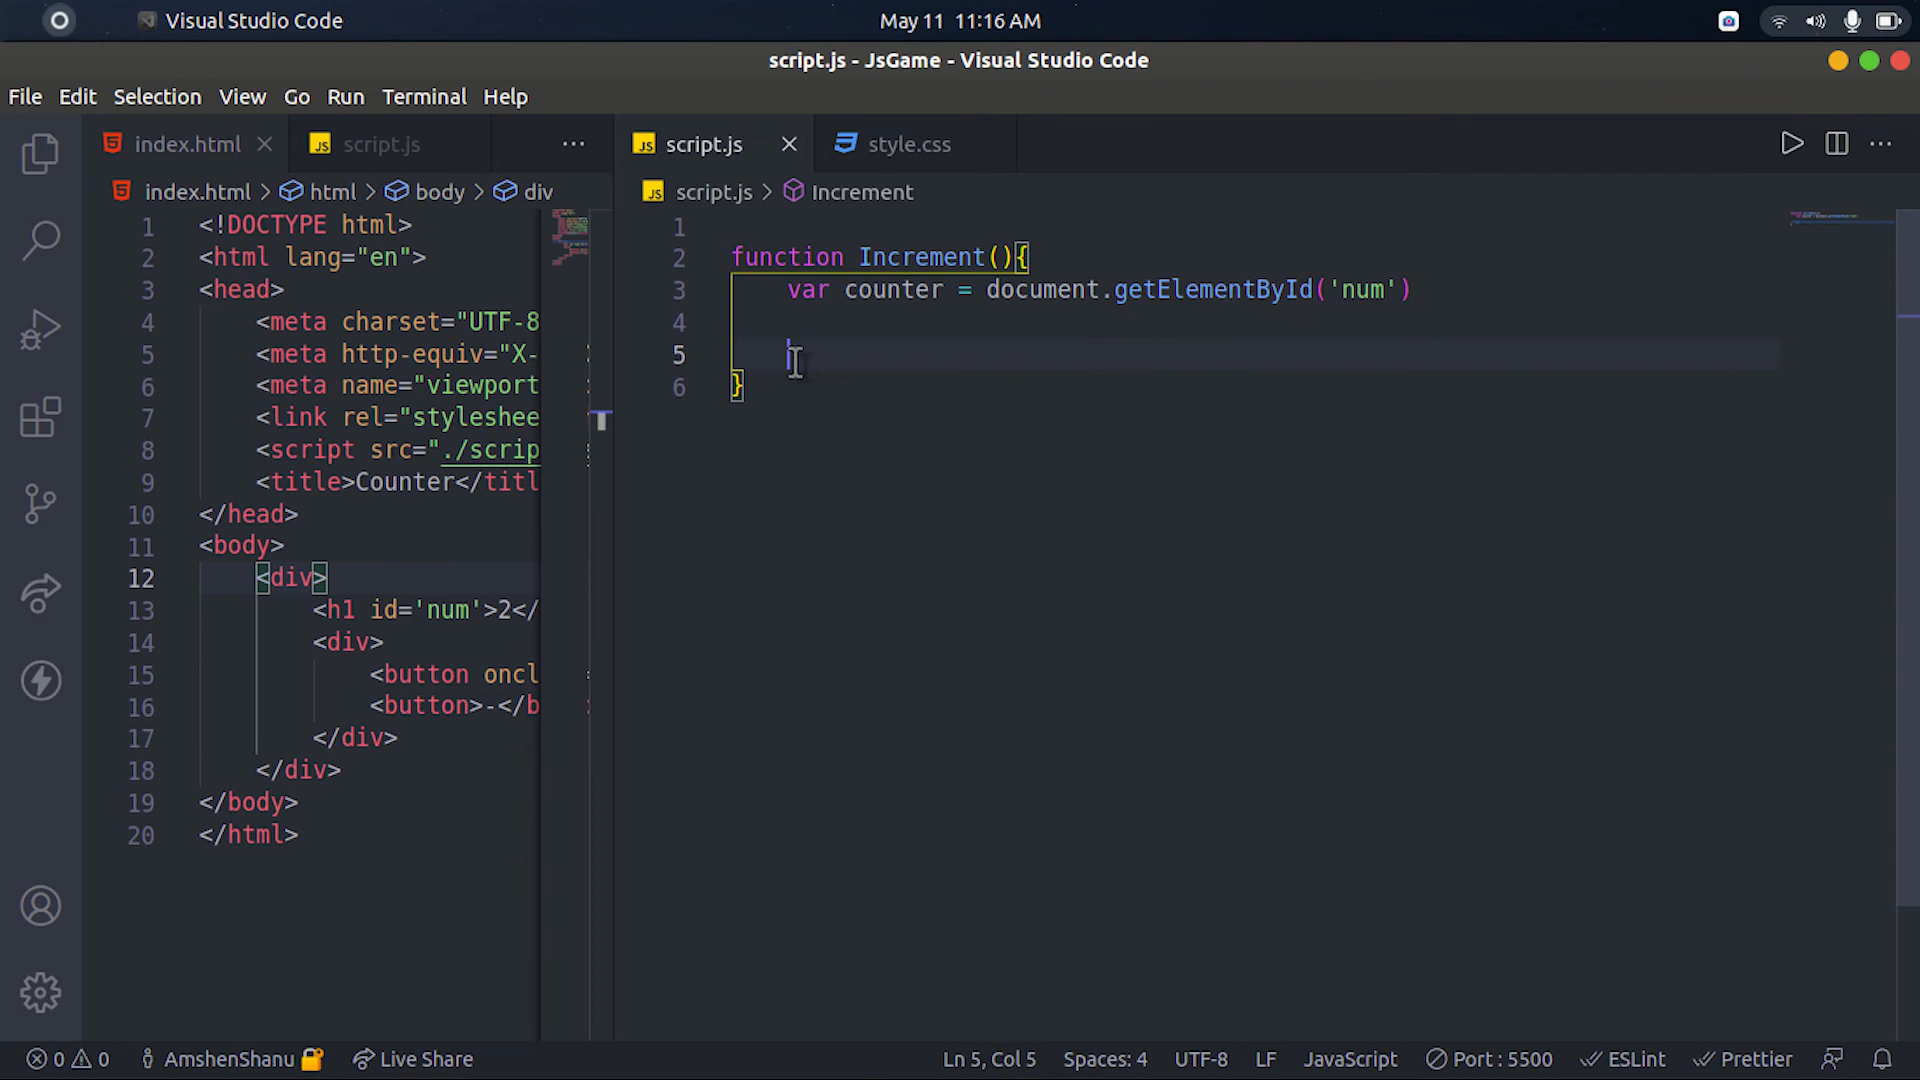 Visual Studio Code
May 11 11:16 AM
script.js - JsGame - Visual Studio Code
File Edit Selection View Go Run Terminal Help
index.html
script.js
···
script.js
style.css
···
index.html > html > body > div
script.js > Increment
1 <!DOCTYPE html>
2 <html lang="en">
3 <head>
4 <meta charset="UTF-8
5 <meta http-equiv="X-
6 <meta name="viewport
7 <link rel="styleshee
8 <script src="./scrip
9 <title>Counter</titl
10 </head>
11 <body>
12 <div>
13 <h1 id='num'>2</
14 <div>
15 <button oncl
16 <button>-</b
17 </div>
18 </div>
19 </body>
20 </html>
1
2 function Increment(){
3 var counter = document.getElementById('num')
4
5
6 }
0 0 AmshenShanu Live Share
Ln 5, Col 5 Spaces: 4 UTF-8 LF JavaScript Port : 5500 ESLint Prettier